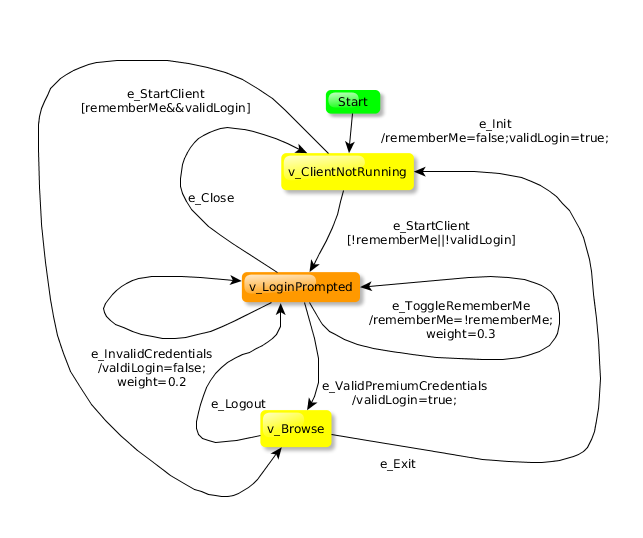 e_StartClient
[rememberMe&&validLogin]
Start
e_Init
/rememberMe=false;validLogin=true;
v_ClientNotRunning
e_Close
e_StartClient
[!rememberMe||!validLogin]
v_LoginPrompted
e_ToggleRememberMe
/rememberMe=!rememberMe;
weight=0.3
e_InvalidCredentials
/valdiLogin=false;
weight=0.2
e_ValidPremiumCredentials
/validLogin=true;
e_Logout
v_Browse
e_Exit